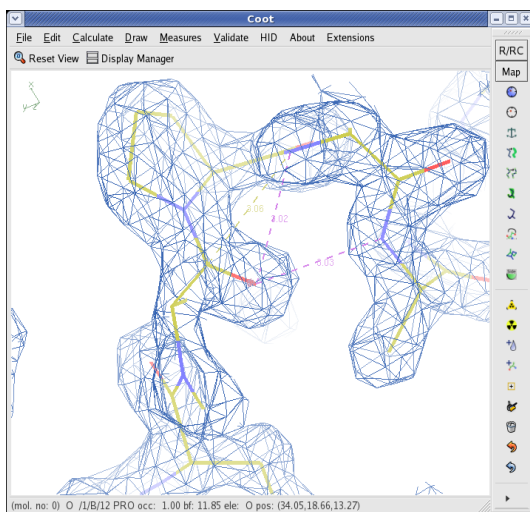 Coot
File Edit Calculate Draw Measures Validate HID About Extensions
Reset View Display Manager
R/RC
Map
x
y z
3.06
3.02
3.03
(mol. no: 0) O /1/B/12 PRO occ: 1.00 bf: 11.85 ele: O pos: (34.05,18.66,13.27)